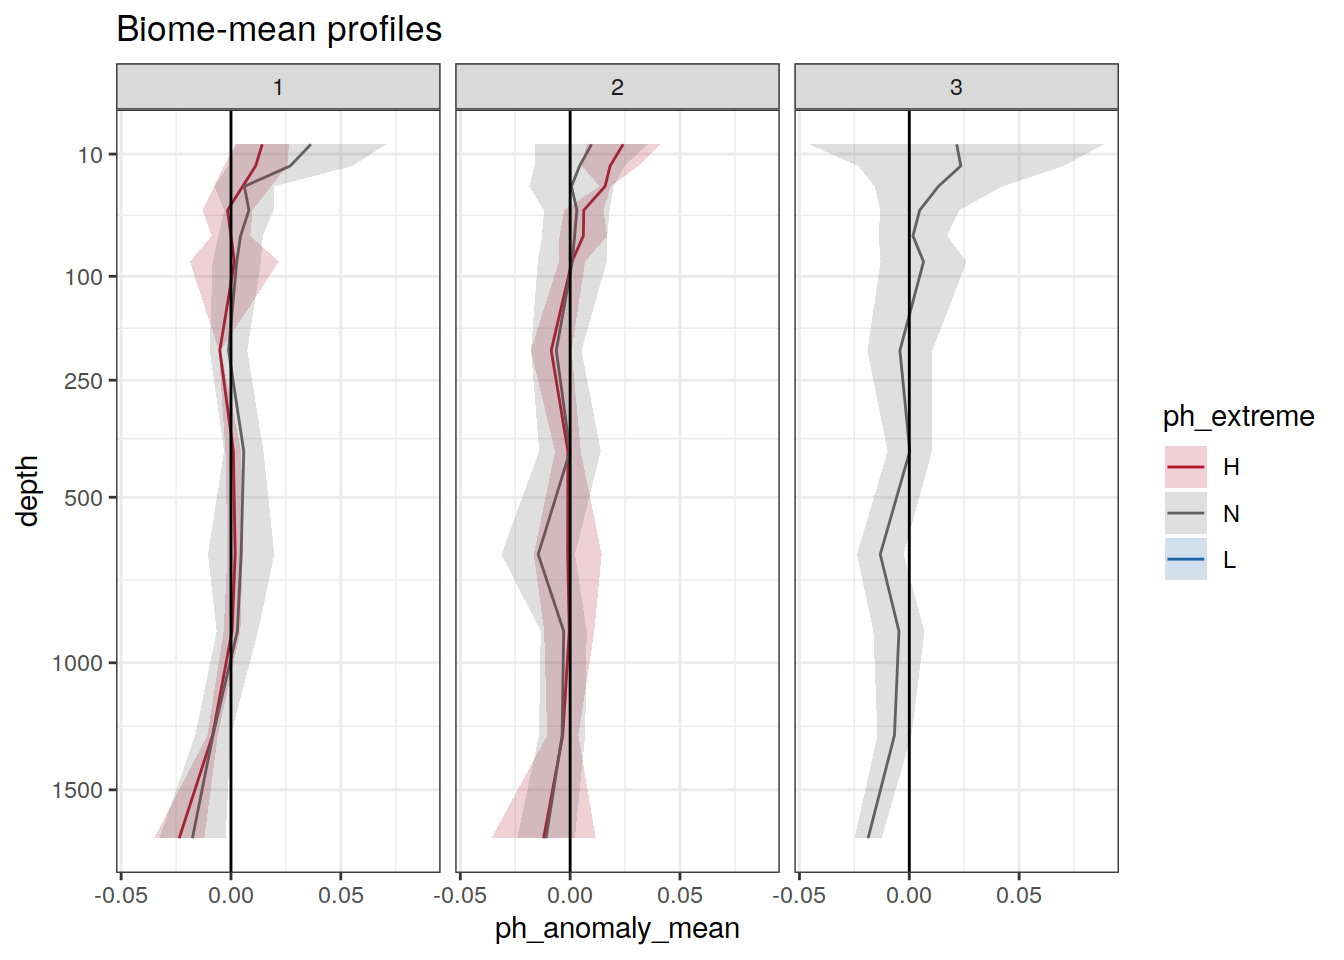 Biome-mean profiles
1 2 3
10
100
250
500
1000
1500
depth
-0.05 0.00 0.05 -0.05 0.00 0.05 -0.05 0.00 0.05
ph_anomaly_mean
ph_extreme
H
N
L